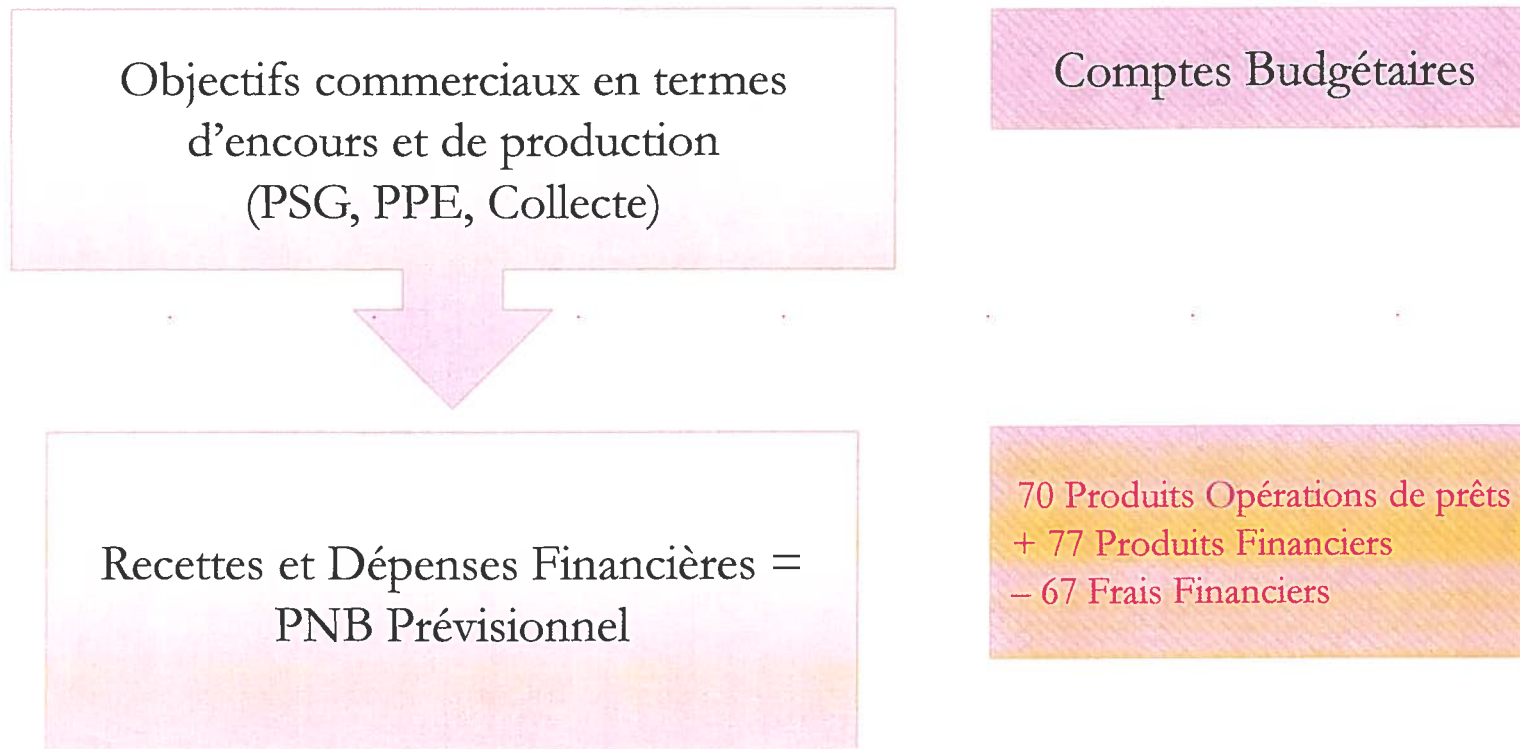 Objectifs commerciaux en termes
d'encours et de production
(PSG, PPE, Collecte)
Comptes Budgétaires
Recettes et Dépenses Financières =
PNB Prévisionnel
70 Produits Opérations de prêts
+ 77 Produits Financiers
– 67 Frais Financiers